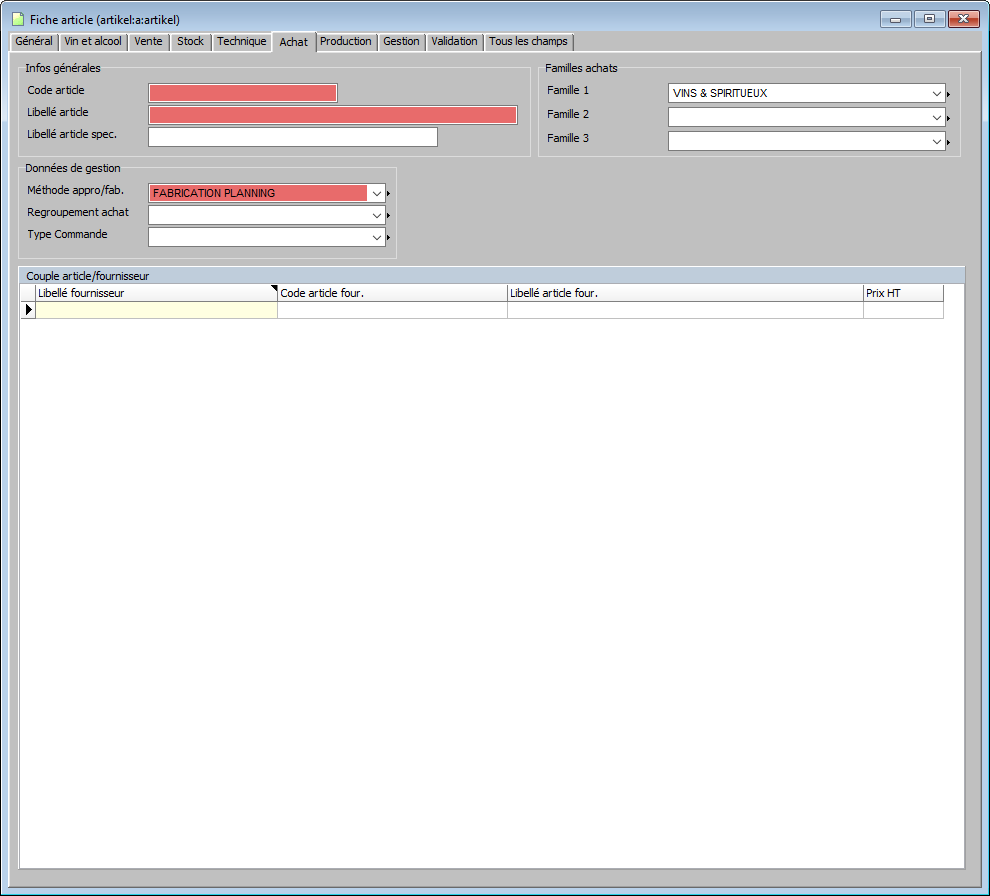 Fiche article (artikel:a:artikel)
Général Vin et alcool Vente Stock Technique Achat Production Gestion Validation Tous les champs
Infos générales
Code article
Libellé article
Libellé article spec.
Familles achats
Famille 1 VINS & SPIRITUEUX
Famille 2
Famille 3
Données de gestion
Méthode appro/fab. FABRICATION PLANNING
Regroupement achat
Type Commande
Couple article/fournisseur
Libellé fournisseur Code article four. Libellé article four. Prix HT